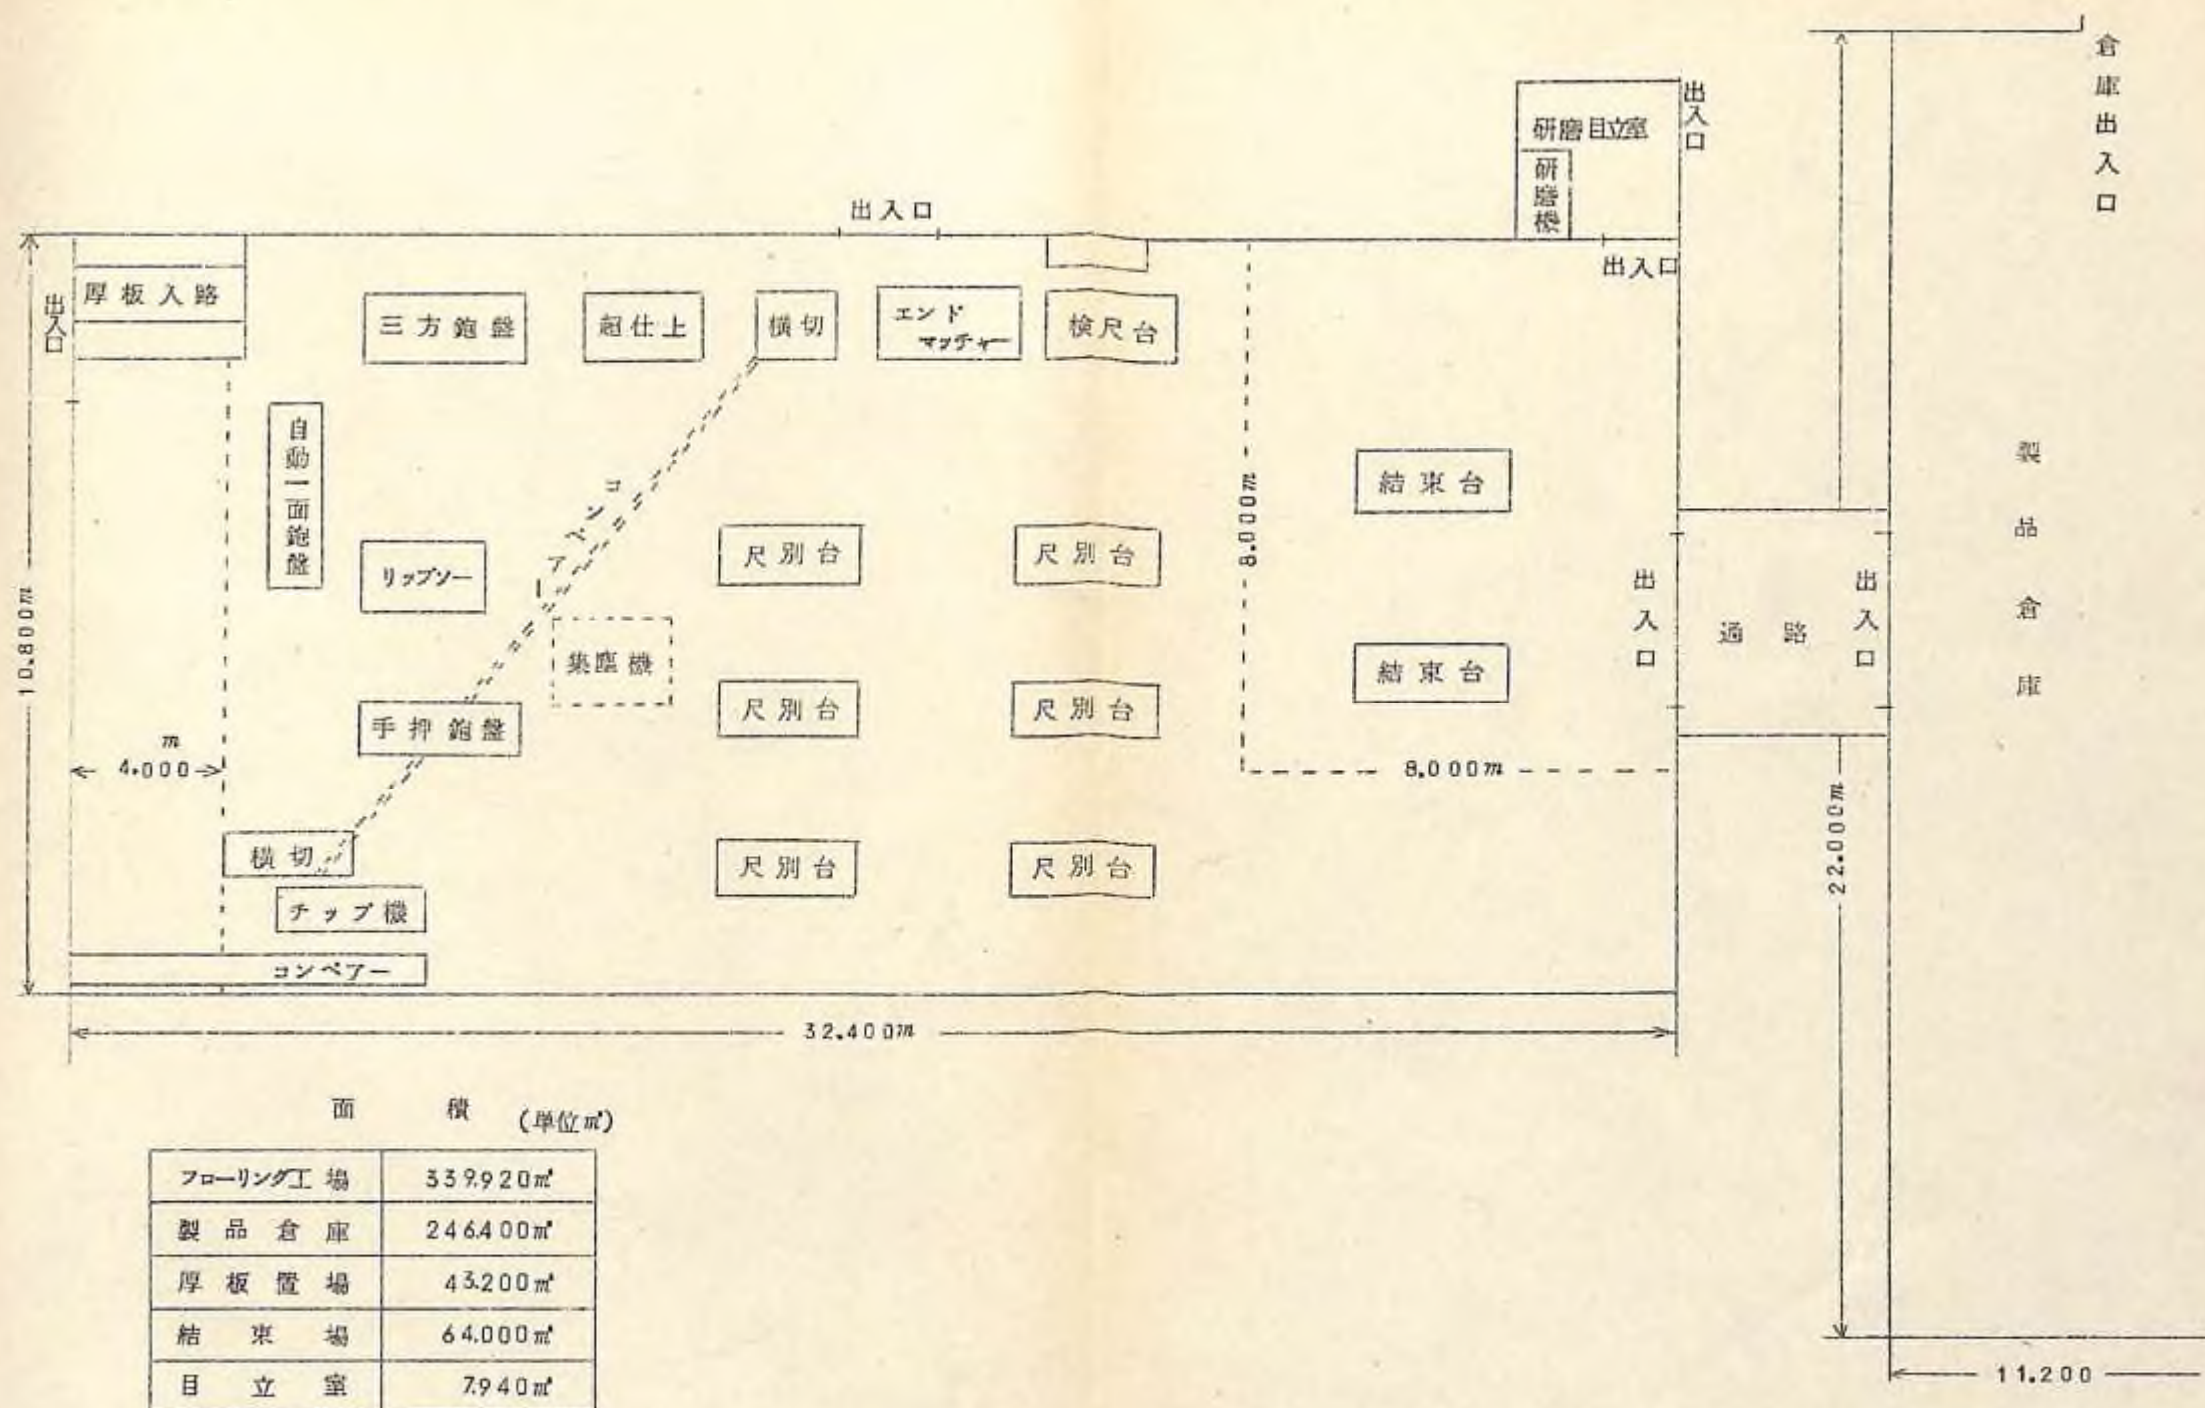 倉庫出入口
出入口
研磨目立室
研磨機
出入口
出入口
出入口
厚板入路
三方鉋盤
超仕上
横切
エンド
マッチャー
検尺台
自動一面鉋盤
コンベアー
8.000m
結束台
製品倉庫
リップソー
尺別台
尺別台
出入口
通路
出入口
10.800m
集塵機
結束台
手押鉋盤
尺別台
尺別台
m
4.000
8.000m
22.000m
横切
尺別台
尺別台
チップ機
コンベアー
32.400m
11.200
面積 (単位㎡)
フローリング工場 339.920㎡
製品倉庫 246.400㎡
厚板置場 43.200㎡
結束場 64.000㎡
目立室 7.940㎡